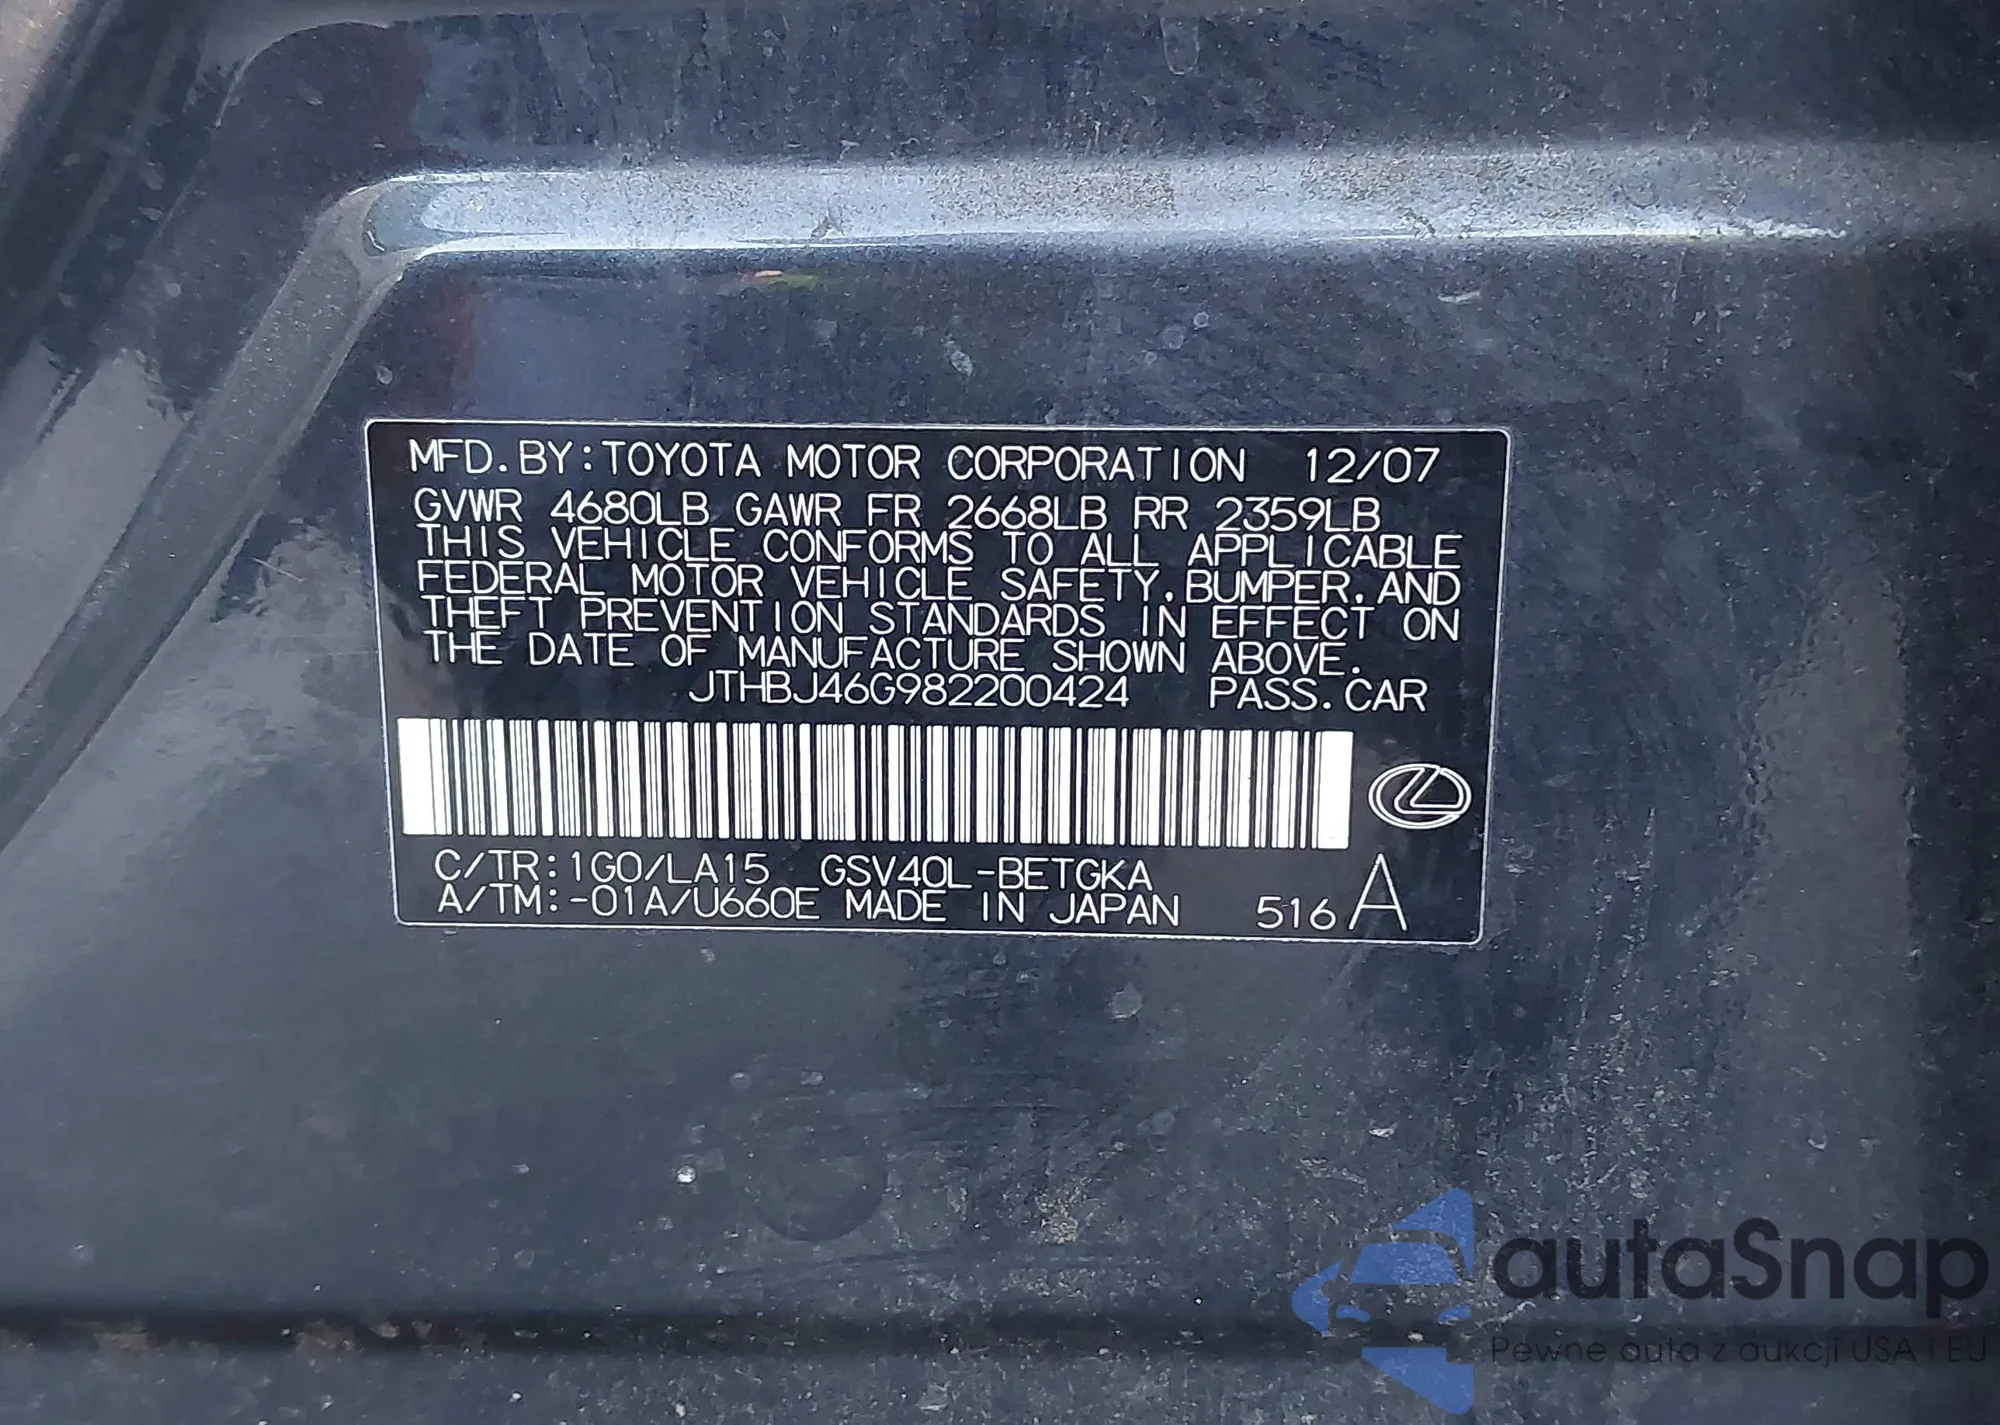 MFD. BY: TOYOTA MOTOR CORPORATION 12/07
GVWR 4680LB GAWR FR 2668LB RR 2359LB
THIS VEHICLE CONFORMS TO ALL APPLICABLE
FEDERAL MOTOR VEHICLE SAFETY, BUMPER, AND
THEFT PREVENTION STANDARDS IN EFFECT ON
THE DATE OF MANUFACTURE SHOWN ABOVE.
JTHBJ46G982200424 PASS. CAR
C/TR: 1G0/LA15 GSV40L-BETGKA
A/TM: -01A/U660E MADE IN JAPAN 516 A
autaSnap
Pewne auta z aukcji USA i EU